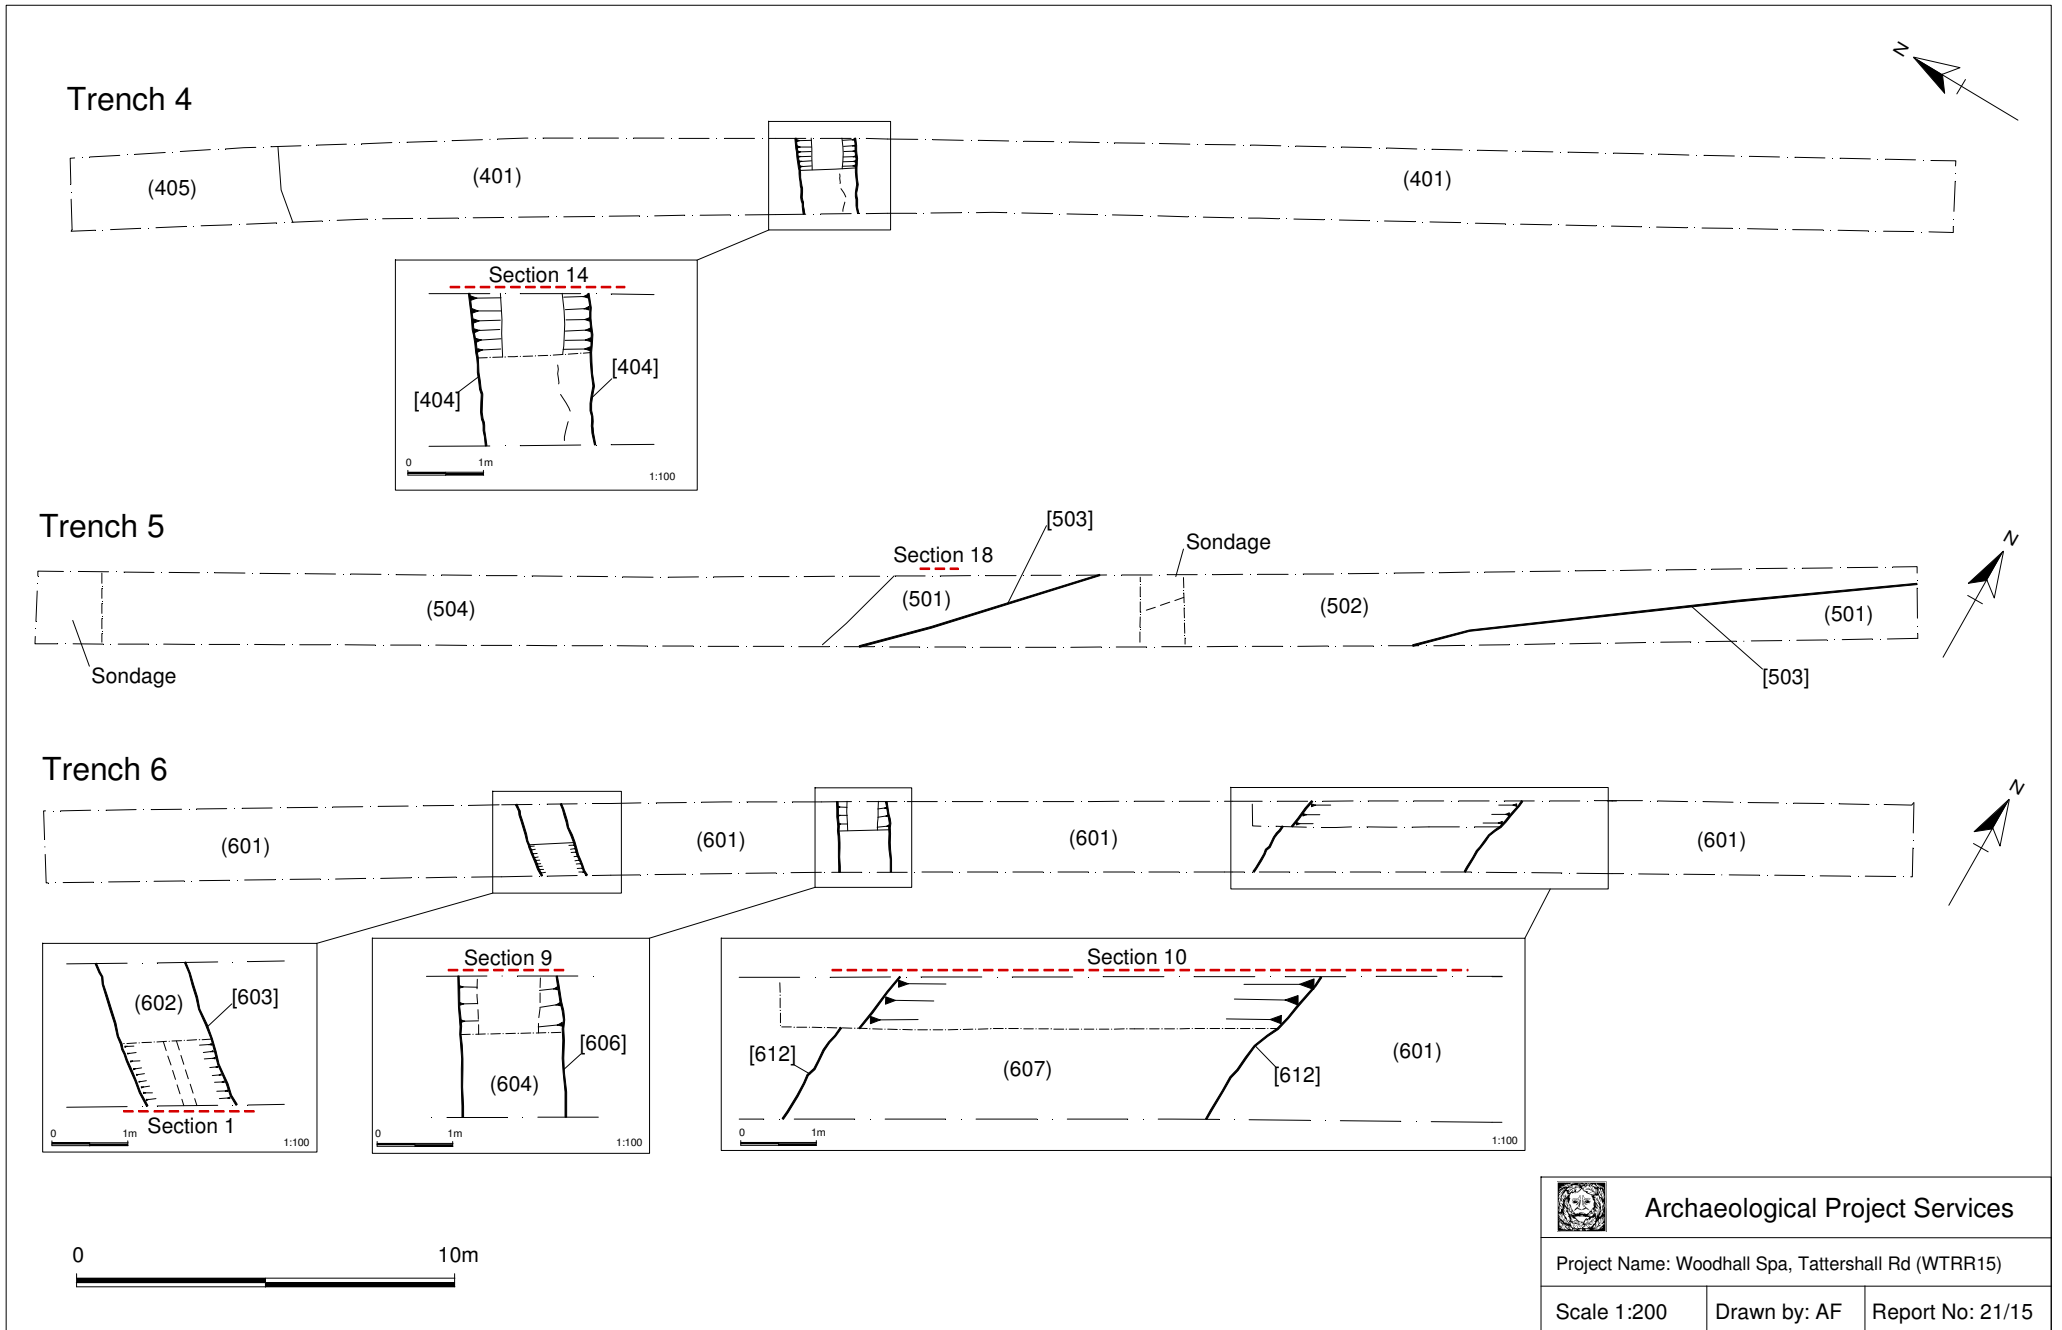 N
Trench 4
(405)
(401)
(401)
Section 14
[404]
[404]
0 1m
1:100
Trench 5
[503]
Section 18
Sondage
N
(504)
(501)
(502)
(501)
Sondage
[503]
Trench 6
N
(601)
(601)
(601)
(601)
(602)
[603]
Section 1
0 1m
1:100
Section 9
[606]
(604)
0 1m
1:100
Section 10
[612]
(607)
[612]
(601)
0 1m
1:100
0 10m
Archaeological Project Services
Project Name: Woodhall Spa, Tattershall Rd (WTRR15)
Scale 1:200 Drawn by: AF Report No: 21/15